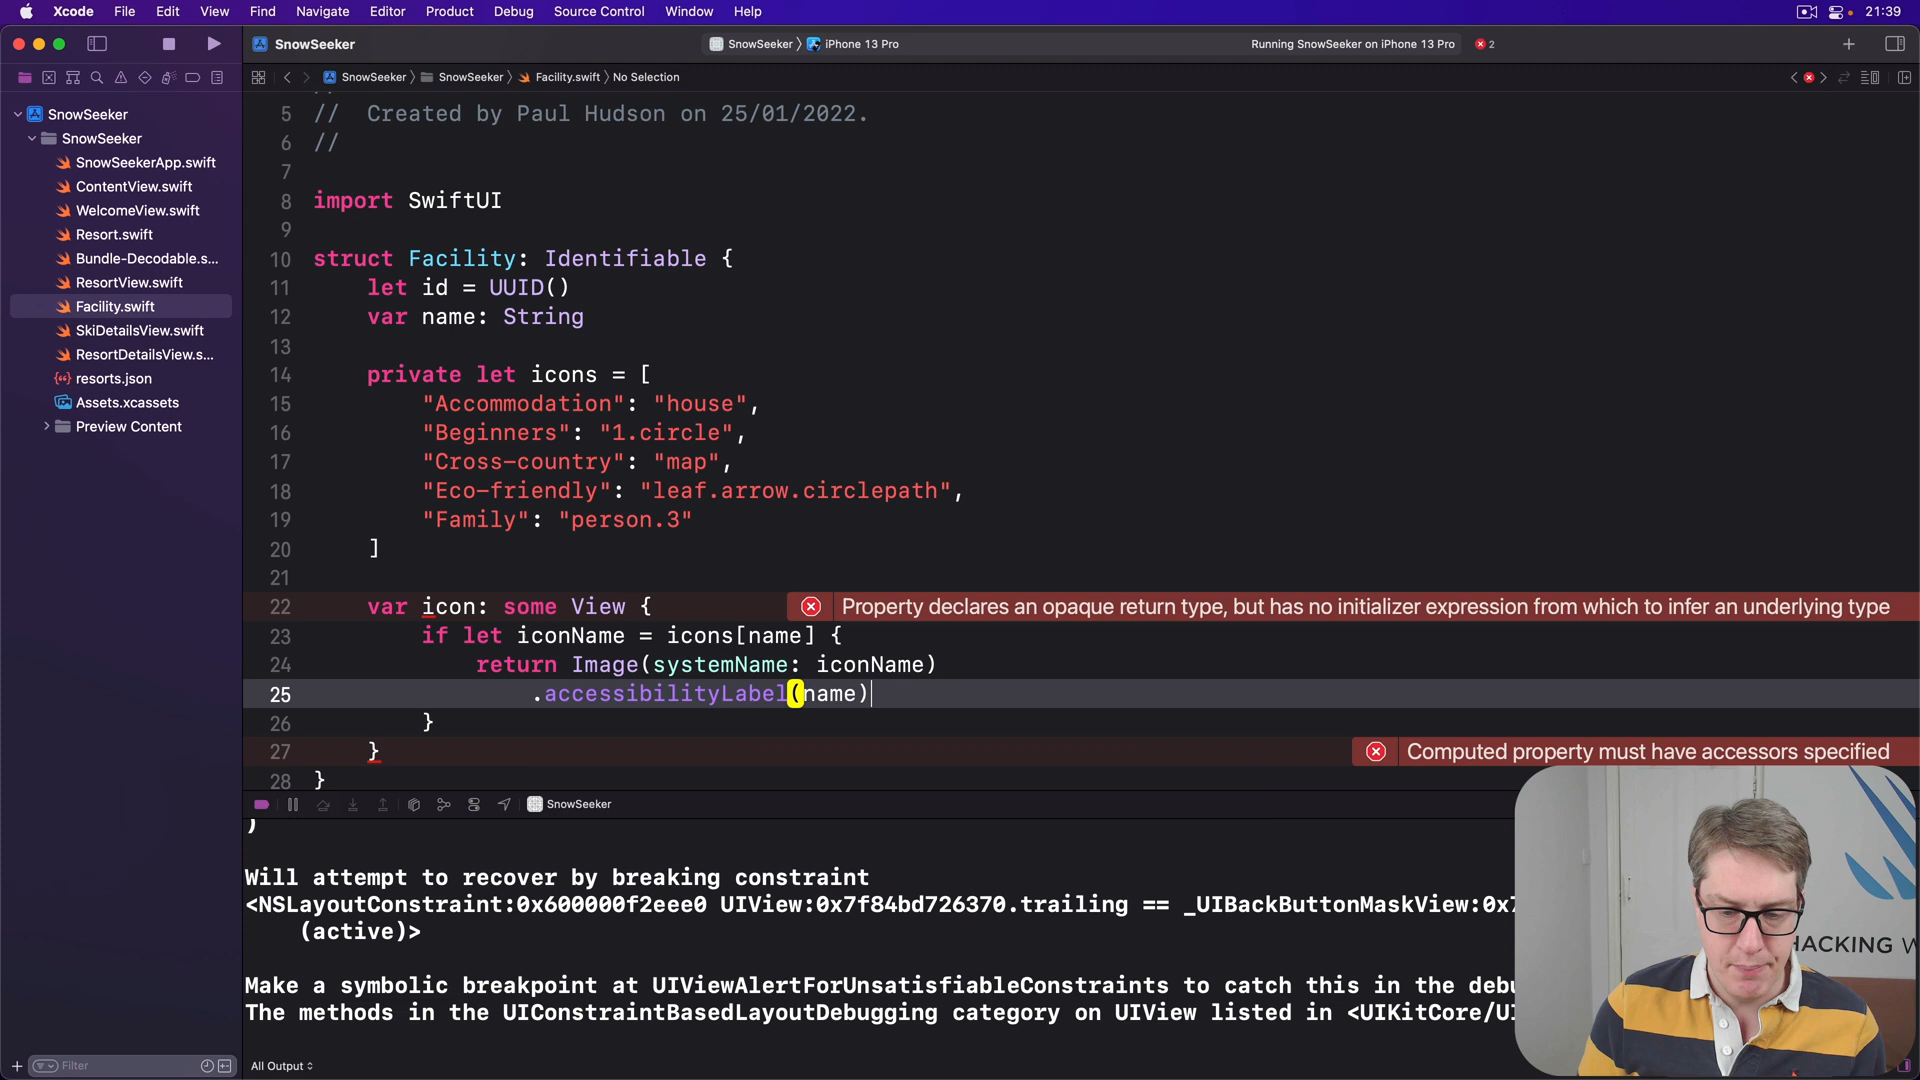 Xcode File Edit View Find Navigate Editor Product Debug Source Control Window Help 21:39
SnowSeeker
SnowSeeker iPhone 13 Pro
Running SnowSeeker on iPhone 13 Pro
2
SnowSeeker SnowSeeker Facility.swift No Selection
SnowSeeker
SnowSeeker
SnowSeekerApp.swift
ContentView.swift
WelcomeView.swift
Resort.swift
Bundle-Decodable.s...
ResortView.swift
Facility.swift
SkiDetailsView.swift
ResortDetailsView.s...
resorts.json
Assets.xcassets
Preview Content
Filter
5 //  Created by Paul Hudson on 25/01/2022.
6 //
7
8 import SwiftUI
9
10 struct Facility: Identifiable {
11     let id = UUID()
12     var name: String
13
14     private let icons = [
15         "Accommodation": "house",
16         "Beginners": "1.circle",
17         "Cross-country": "map",
18         "Eco-friendly": "leaf.arrow.circlepath",
19         "Family": "person.3"
20     ]
21
22     var icon: some View { Property declares an opaque return type, but has no initializer expression from which to infer an underlying type
23         if let iconName = icons[name] {
24             return Image(systemName: iconName)
25                 .accessibilityLabel(name)
26         }
27     } Computed property must have accessors specified
28 }
SnowSeeker
)
Will attempt to recover by breaking constraint
<NSLayoutConstraint:0x600000f2eee0 UIView:0x7f84bd726370.trailing == _UIBackButtonMaskView:0x7
(active)>
Make a symbolic breakpoint at UIViewAlertForUnsatisfiableConstraints to catch this in the debu
The methods in the UIConstraintBasedLayoutDebugging category on UIView listed in <UIKitCore/UI
All Output
HACKING W